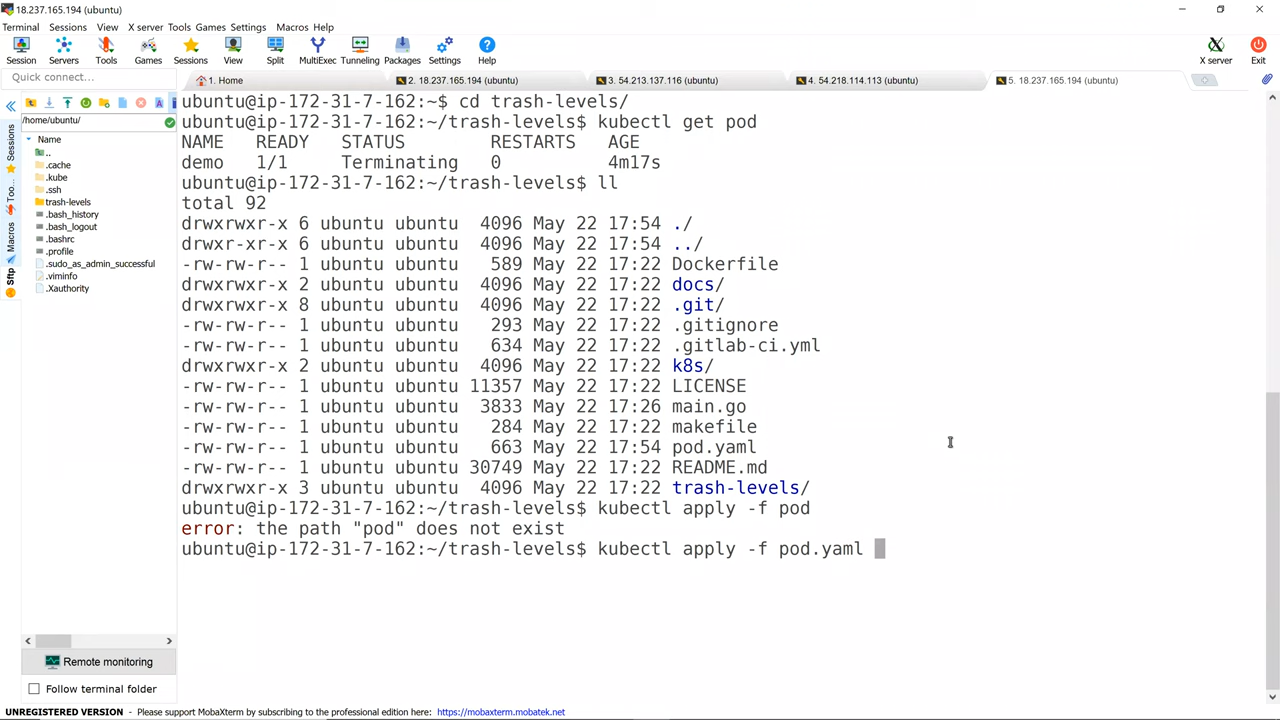 18.237.165.194 (ubuntu)
Terminal Sessions View X server Tools Games Settings Macros Help
Session Servers Tools Games Sessions View Split MultiExec Tunneling Packages Settings Help X server Exit
Quick connect...
1. Home
2. 18.237.165.194 (ubuntu)
3. 54.213.137.116 (ubuntu)
4. 54.218.114.113 (ubuntu)
5. 18.237.165.194 (ubuntu)
Sessions
Too...
Macros
Sftp
/home/ubuntu/
Name
..
.cache
.kube
.ssh
trash-levels
.bash_history
.bash_logout
.bashrc
.profile
.sudo_as_admin_successful
.viminfo
.Xauthority
Remote monitoring
Follow terminal folder
ubuntu@ip-172-31-7-162:~$ cd trash-levels/
ubuntu@ip-172-31-7-162:~/trash-levels$ kubectl get pod
NAME READY STATUS RESTARTS AGE
demo 1/1 Terminating 0 4m17s
ubuntu@ip-172-31-7-162:~/trash-levels$ ll
total 92
drwxrwxr-x 6 ubuntu ubuntu 4096 May 22 17:54 ./
drwxr-xr-x 6 ubuntu ubuntu 4096 May 22 17:54 ../
-rw-rw-r-- 1 ubuntu ubuntu 589 May 22 17:22 Dockerfile
drwxrwxr-x 2 ubuntu ubuntu 4096 May 22 17:22 docs/
drwxrwxr-x 8 ubuntu ubuntu 4096 May 22 17:22 .git/
-rw-rw-r-- 1 ubuntu ubuntu 293 May 22 17:22 .gitignore
-rw-rw-r-- 1 ubuntu ubuntu 634 May 22 17:22 .gitlab-ci.yml
drwxrwxr-x 2 ubuntu ubuntu 4096 May 22 17:22 k8s/
-rw-rw-r-- 1 ubuntu ubuntu 11357 May 22 17:22 LICENSE
-rw-rw-r-- 1 ubuntu ubuntu 3833 May 22 17:26 main.go
-rw-rw-r-- 1 ubuntu ubuntu 284 May 22 17:22 makefile
-rw-rw-r-- 1 ubuntu ubuntu 663 May 22 17:54 pod.yaml
-rw-rw-r-- 1 ubuntu ubuntu 30749 May 22 17:22 README.md
drwxrwxr-x 3 ubuntu ubuntu 4096 May 22 17:22 trash-levels/
ubuntu@ip-172-31-7-162:~/trash-levels$ kubectl apply -f pod
error: the path "pod" does not exist
ubuntu@ip-172-31-7-162:~/trash-levels$ kubectl apply -f pod.yaml
UNREGISTERED VERSION - Please support MobaXterm by subscribing to the professional edition here: https://mobaxterm.mobatek.net